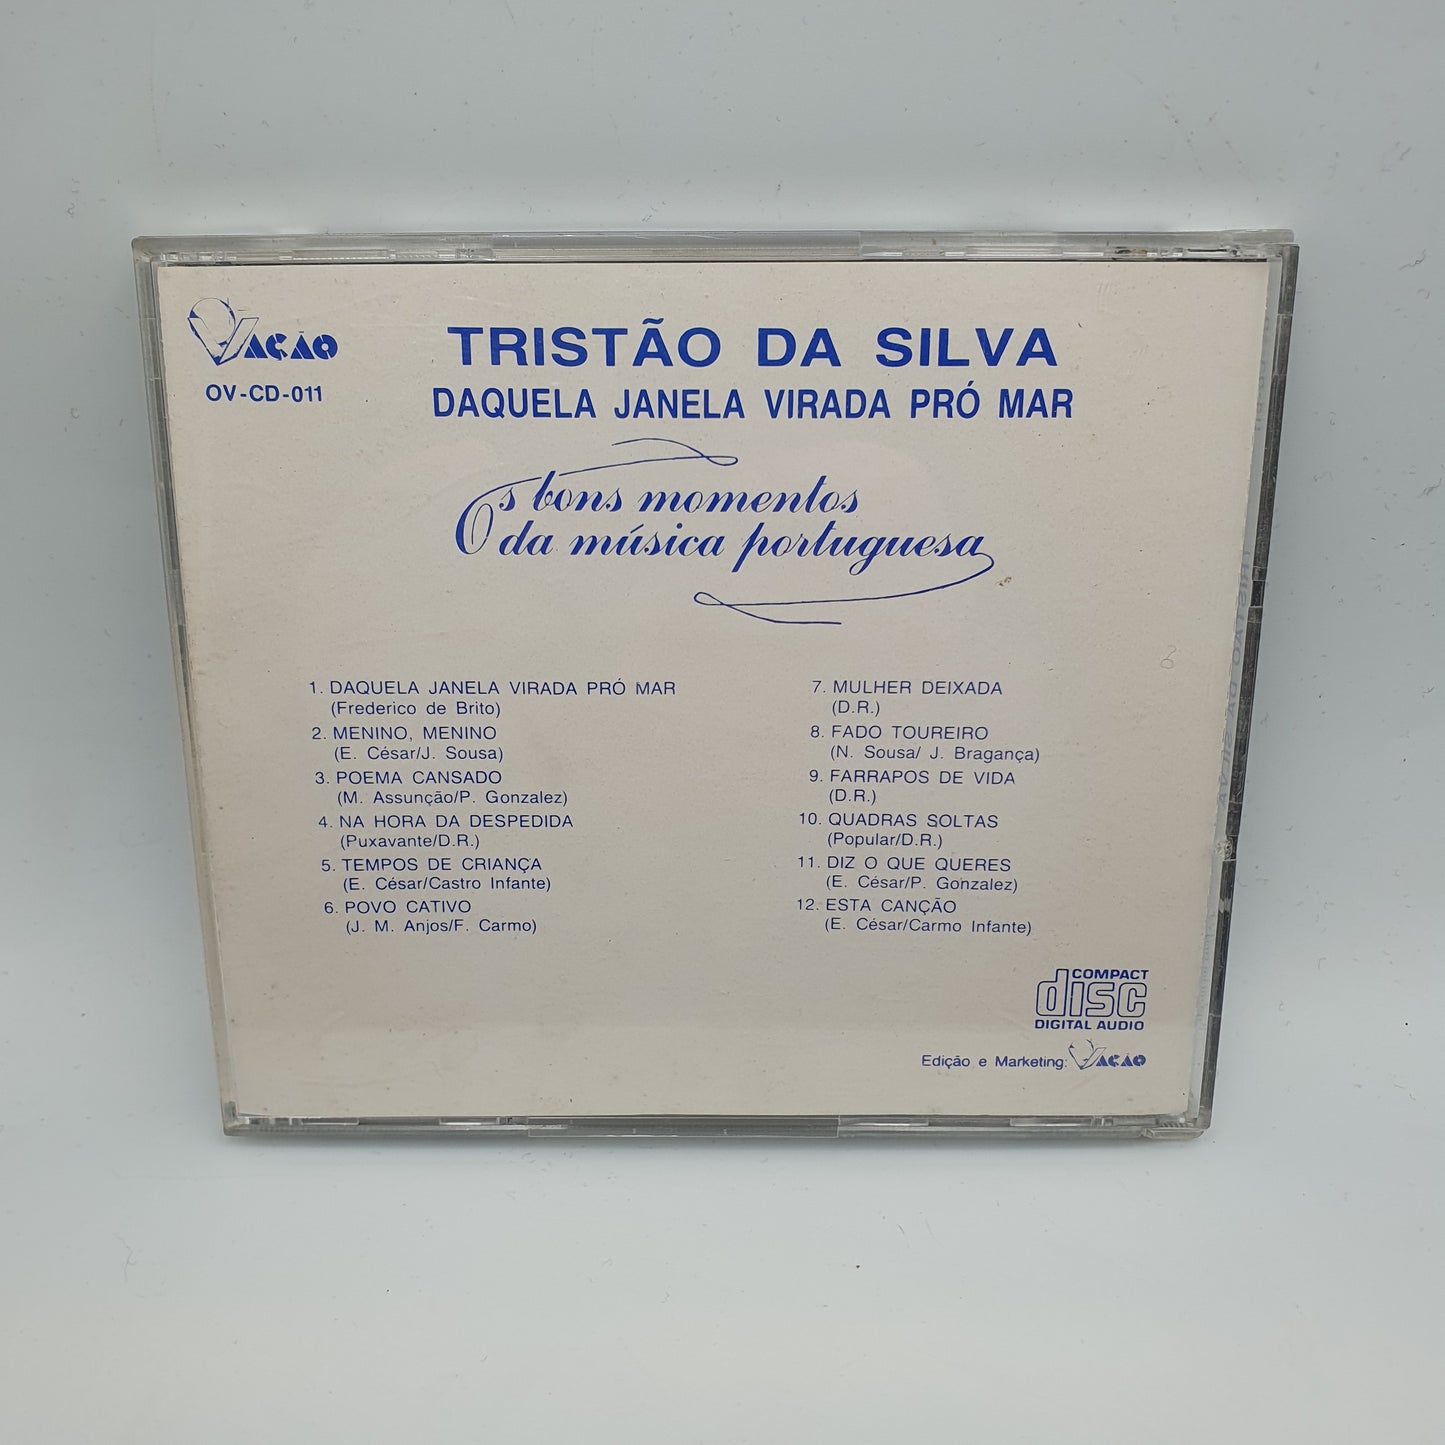 OVAÇÃO
OV-CD-011
TRISTÃO DA SILVA
DAQUELA JANELA VIRADA PRÓ MAR
Os bons momentos
da música portuguesa
1. DAQUELA JANELA VIRADA PRÓ MAR
(Frederico de Brito)
2. MENINO, MENINO
(E. César/J. Sousa)
3. POEMA CANSADO
(M. Assunção/P. Gonzalez)
4. NA HORA DA DESPEDIDA
(Puxavante/D.R.)
5. TEMPOS DE CRIANÇA
(E. César/Castro Infante)
6. POVO CATIVO
(J. M. Anjos/F. Carmo)
7. MULHER DEIXADA
(D.R.)
8. FADO TOUREIRO
(N. Sousa/ J. Bragança)
9. FARRAPOS DE VIDA
(D.R.)
10. QUADRAS SOLTAS
(Popular/D.R.)
11. DIZ O QUE QUERES
(E. César/P. Gonzalez)
12. ESTA CANÇÃO
(E. César/Carmo Infante)
COMPACT
disc
DIGITAL AUDIO
Edição e Marketing: OVAÇÃO